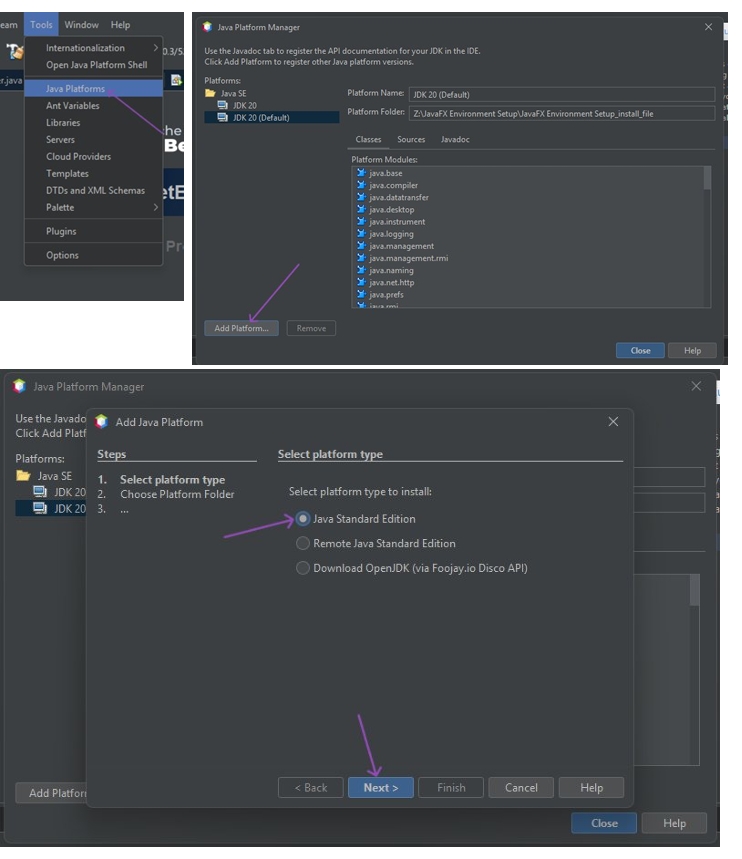 eam Tools Window Help
Internationalization
Open Java Platform Shell
Java Platforms
Ant Variables
Libraries
Servers
Cloud Providers
Templates
DTDs and XML Schemas
Palette
Plugins
Options
0.3/5
r.java
he
Be
etE
Pr
Java Platform Manager
Use the Javadoc tab to register the API documentation for your JDK in the IDE.
Click Add Platform to register other Java platform versions.
Platforms:
Java SE
JDK 20
JDK 20 (Default)
Platform Name: JDK 20 (Default)
Platform Folder: Z:\JavaFX Environment Setup\JavaFX Environment Setup_install_file
Classes Sources Javadoc
Platform Modules:
java.base
java.compiler
java.datatransfer
java.desktop
java.instrument
java.logging
java.management
java.management.rmi
java.naming
java.net.http
java.prefs
java.rmi
Add Platform... Remove
Close Help
Java Platform Manager
Use the Javado
Click Add Platf
Platforms:
Java SE
JDK 20
JDK 20
Add Platfor
Add Java Platform
Steps
1. Select platform type
2. Choose Platform Folder
3. ...
Select platform type
Select platform type to install:
Java Standard Edition
Remote Java Standard Edition
Download OpenJDK (via Foojay.io Disco API)
< Back Next > Finish Cancel Help
Close Help